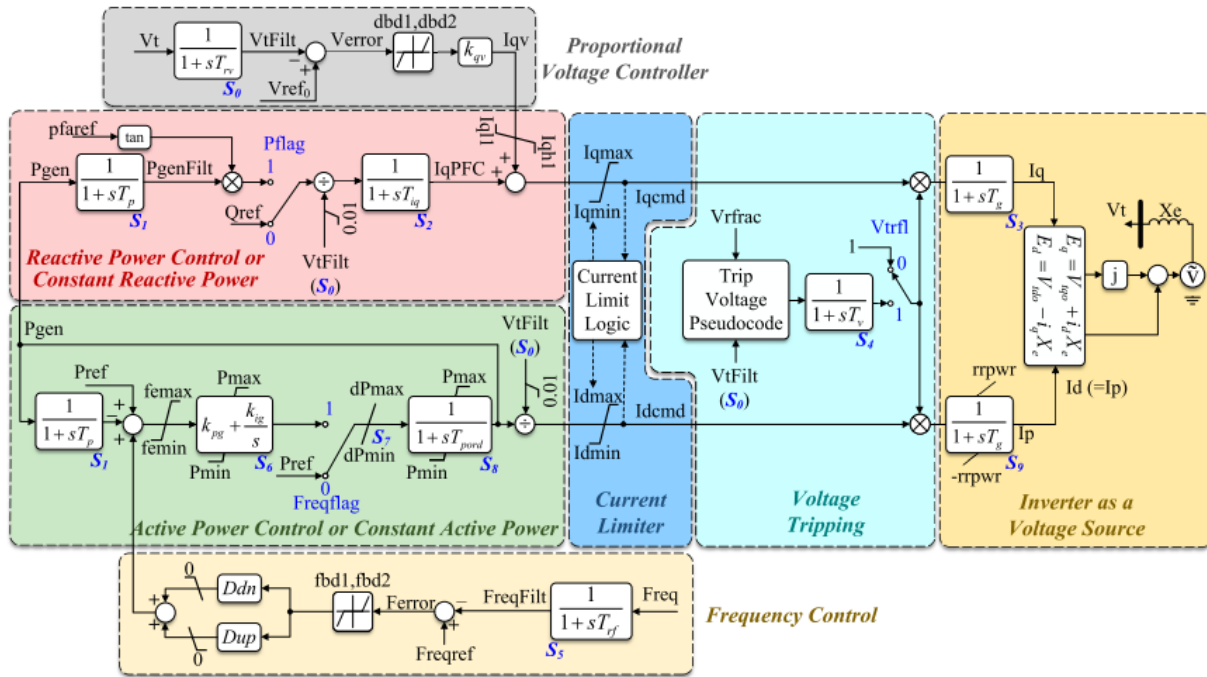 dbd1,dbd2
Vt
1
1+sT_rv
S_0
VtFilt
−
+
Vref_0
Verror
k_qv
Iqv
Proportional
Voltage Controller
pfaref
tan
Pflag
Iql1
Iqh1
Pgen
1
1+sT_p
S_1
PgenFilt
1
Qref
0
÷
0.01
VtFilt
(S_0)
1
1+sT_iq
S_2
IqPFC
+
+
Reactive Power Control or
Constant Reactive Power
Iqmax
Iqmin
Iqcmd
Current
Limit
Logic
Idmax
Idmin
Idcmd
Current
Limiter
Vrfrac
Trip
Voltage
Pseudocode
VtFilt
(S_0)
1
1+sT_v
S_4
Vtrfl
1
0
1
Voltage
Tripping
1
1+sT_g
S_3
Iq
Vt
Xe
E_q = V_tqo + i_d X_e
E_d = V_tdo − i_q X_e
j
Ṽ
rrpwr
Id (=Ip)
1
1+sT_g
Ip
-rrpwr
S_9
Inverter as a
Voltage Source
Pgen
VtFilt
(S_0)
Pref
1
1+sT_p
S_1
−
+
+
femax
femin
Pmax
k_pg + k_ig
s
Pmin
S_6
1
Pref
0
Freqflag
dPmax
S_7
dPmin
Pmax
1
1+sT_pord
Pmin
S_8
0.01
÷
Active Power Control or Constant Active Power
0
Ddn
+
+
Dup
0
fbd1,fbd2
Ferror
−
+
Freqref
FreqFilt
1
1+sT_rf
S_5
Freq
Frequency Control